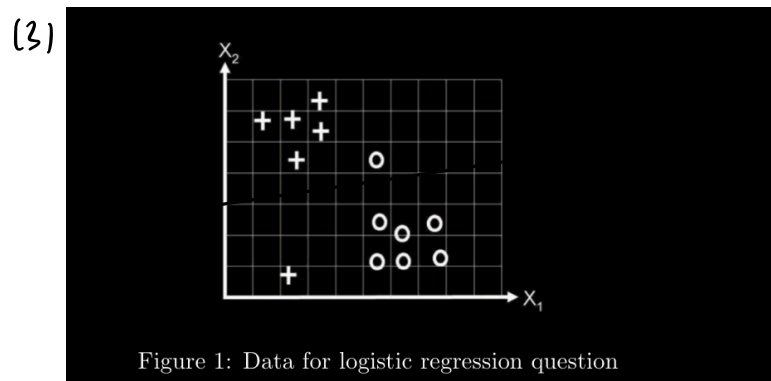 (3)
X₂
+ + + +
+ O
O O O
O O O
+
X₁
Figure 1: Data for logistic regression question